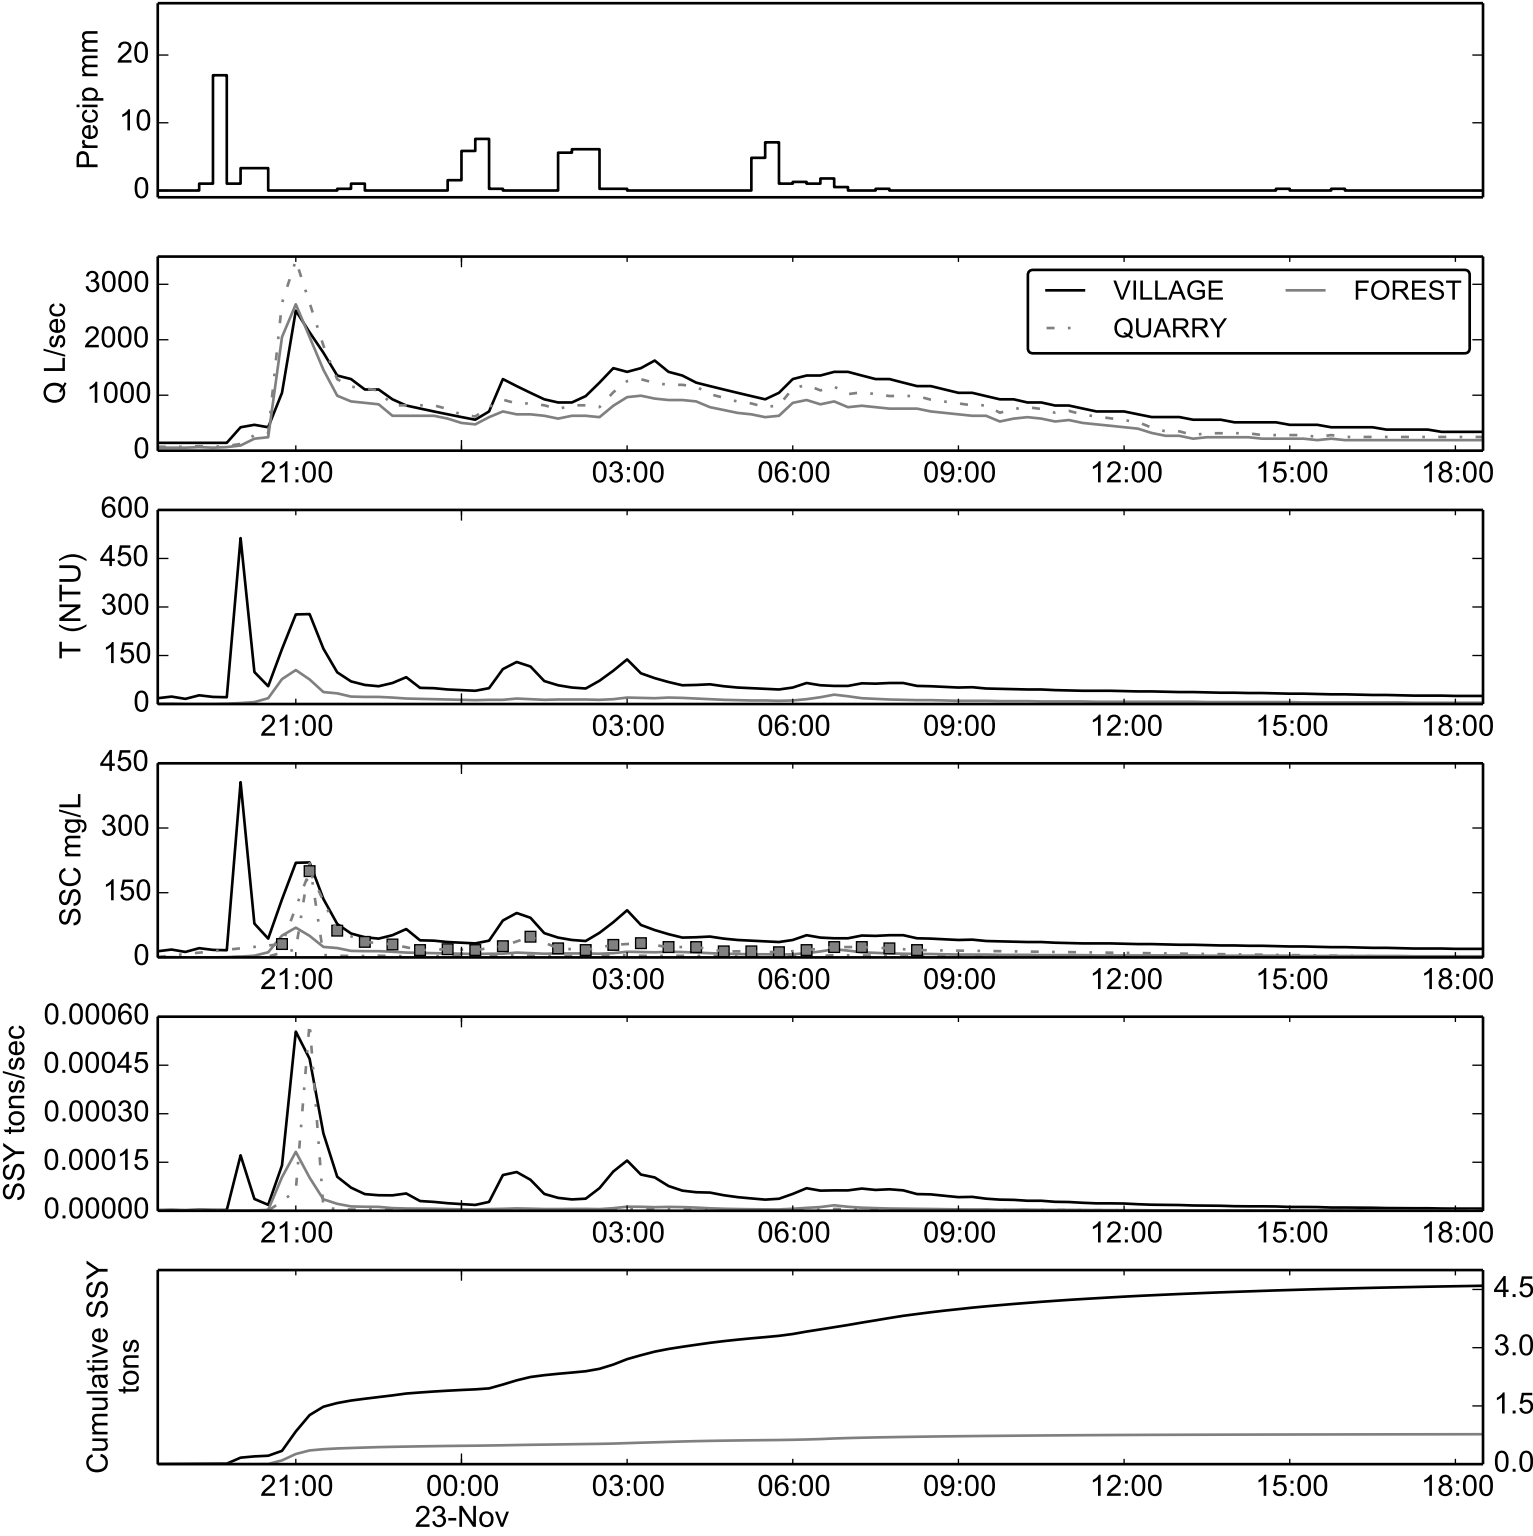 Precip mm
20
10
0
Q L/sec
3000
2000
1000
0
VILLAGE FOREST
QUARRY
21:00 03:00 06:00 09:00 12:00 15:00 18:00
T (NTU)
600
450
300
150
0
21:00 03:00 06:00 09:00 12:00 15:00 18:00
SSC mg/L
450
300
150
0
21:00 03:00 06:00 09:00 12:00 15:00 18:00
SSY tons/sec
0.00060
0.00045
0.00030
0.00015
0.00000
21:00 03:00 06:00 09:00 12:00 15:00 18:00
Cumulative SSY
tons
4.5
3.0
1.5
0.0
21:00 00:00 03:00 06:00 09:00 12:00 15:00 18:00
23-Nov